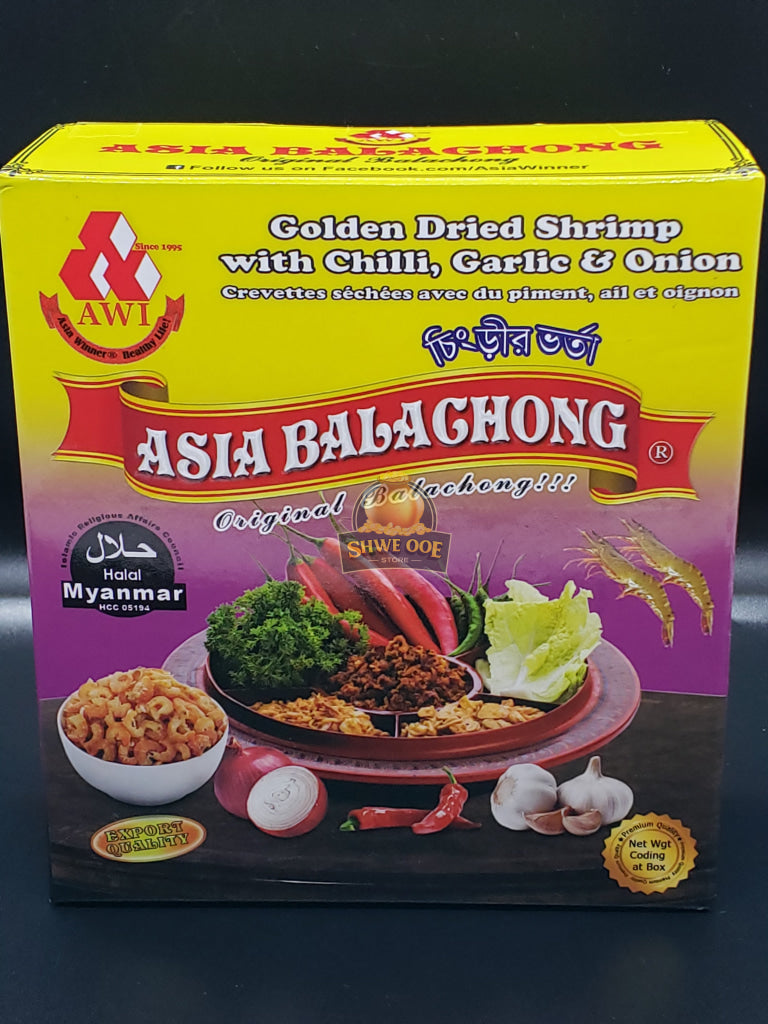 ASIA BALACHONG
Original Balachong
Follow us on Facebook.com/AsiaWinner
Since 1995
AWI
Asia Winner® Healthy Life!
Golden Dried Shrimp
with Chilli, Garlic & Onion
Crevettes séchées avec du piment, ail et oignon
চিংড়ীর ভর্তা
ASIA BALACHONG
®
Original Balachong!!!
SHWE OOE
STORE
Islamic Religious Affairs Council
حلال
Halal
Myanmar
HCC 05194
EXPORT
QUALITY
Premium Quality
Net Wgt
Coding
at Box